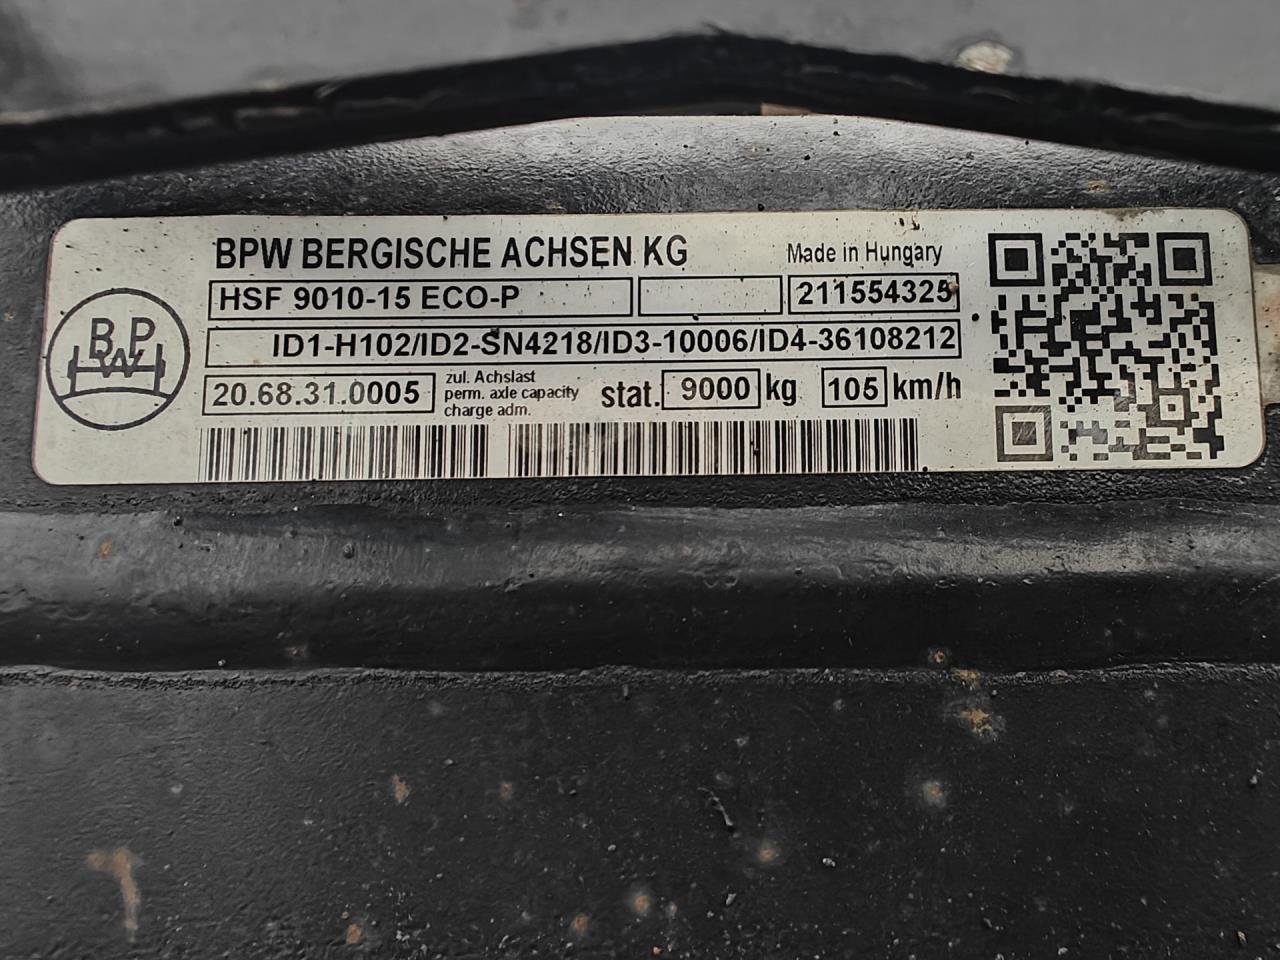 BPW BERGISCHE ACHSEN KG
Made in Hungary
BPW
HSF 9010-15 ECO-P
211554325
ID1-H102/ID2-SN4218/ID3-10006/ID4-36108212
20.68.31.0005
zul. Achslast
perm. axle capacity
charge adm.
stat. 9000 kg 105 km/h